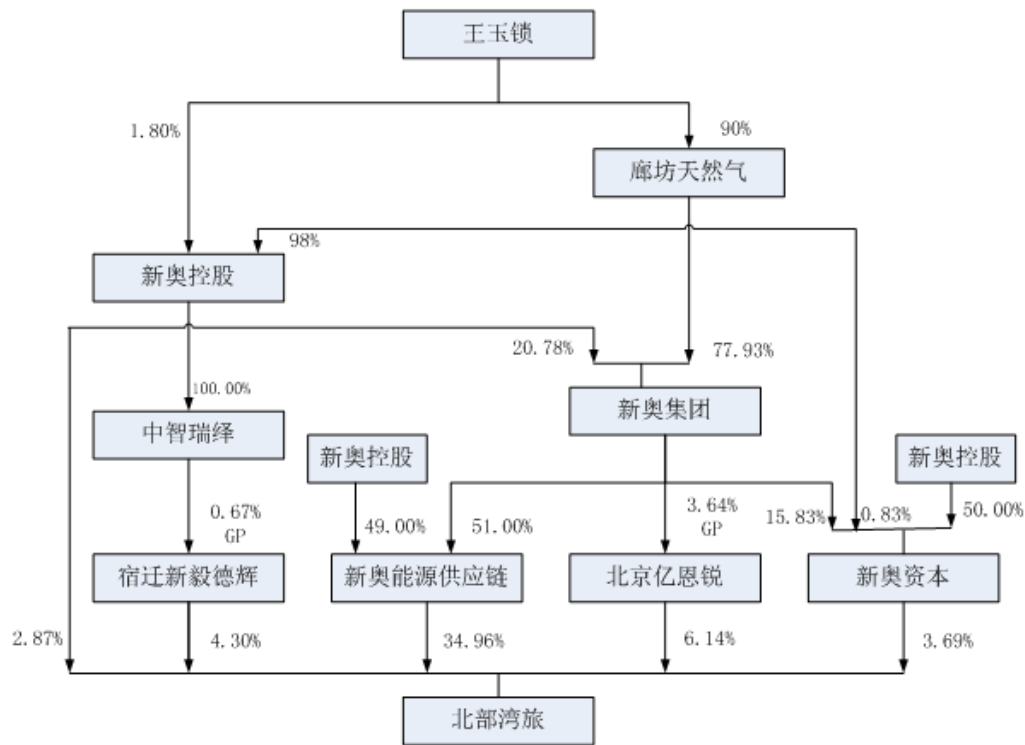 王玉锁
1.80%
90%
廊坊天然气
98%
新奥控股
20.78%
77.93%
100.00%
新奥集团
中智瑞绎
新奥控股
新奥控股
0.67%
GP
49.00%
51.00%
3.64%
GP
15.83%
0.83%
50.00%
宿迁新毅德辉
新奥能源供应链
北京亿恩锐
新奥资本
2.87%
4.30%
34.96%
6.14%
3.69%
北部湾旅